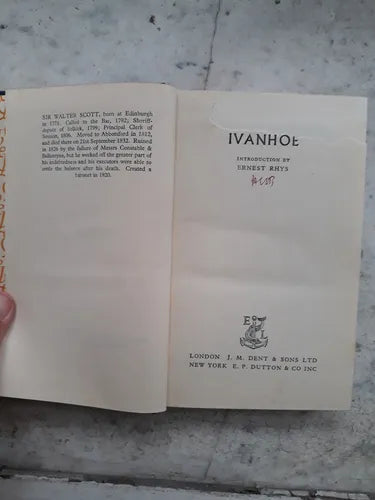 SIR WALTER SCOTT, born at Edinburgh
in 1771. Called to the Bar, 1792; Sheriff-
depute of Selkirk, 1799; Principal Clerk of
Session, 1806. Moved to Abbotsford in 1812,
and died there on 21st September 1832. Ruined
in 1826 by the failure of Messrs Constable &
Ballantyne, but he worked off the greater part of
his indebtedness and his executors were able to
settle the balance after his death. Created a
baronet in 1820.
IVANHOE
INTRODUCTION BY
ERNEST RHYS
E L
LONDON J. M. DENT & SONS LTD
NEW YORK E. P. DUTTON & CO INC